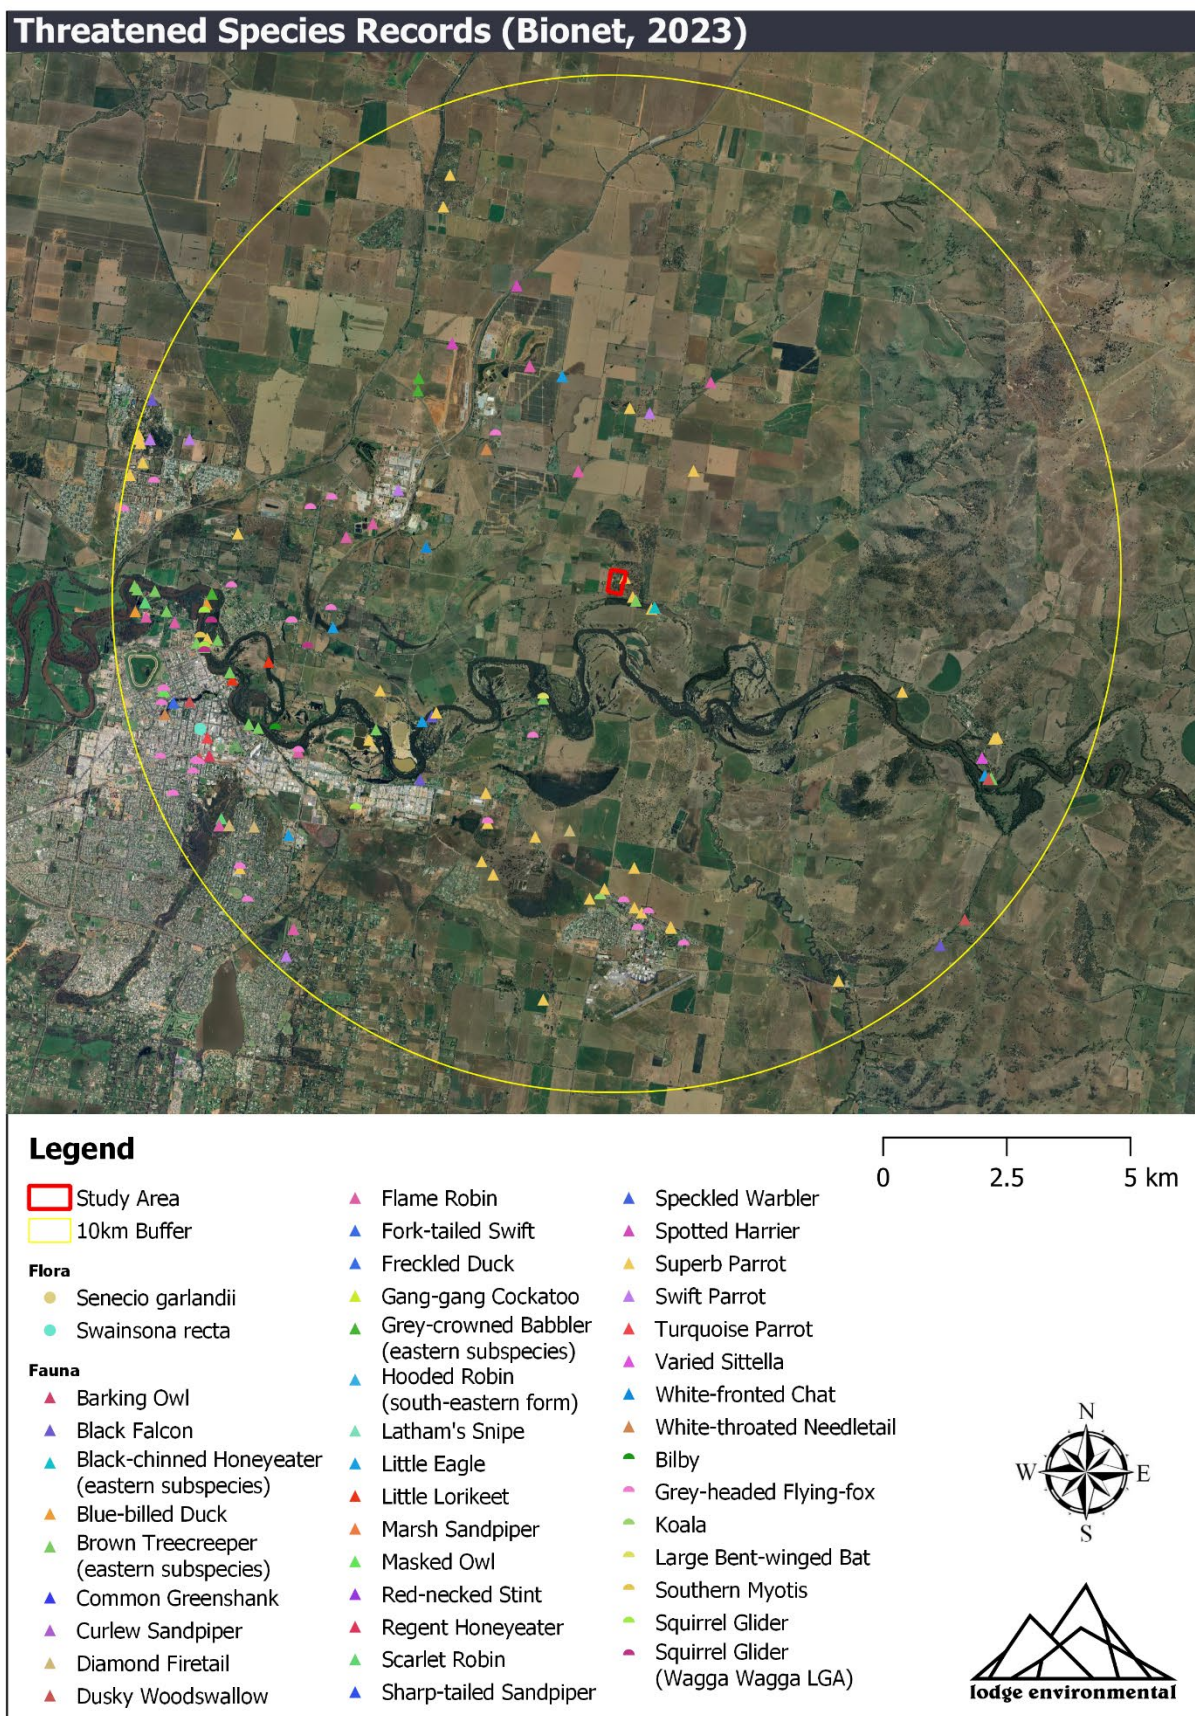 Threatened Species Records (Bionet, 2023)
Legend
Study Area
10km Buffer
Flora
Senecio garlandii
Swainsona recta
Fauna
Barking Owl
Black Falcon
Black-chinned Honeyeater
(eastern subspecies)
Blue-billed Duck
Brown Treecreeper
(eastern subspecies)
Common Greenshank
Curlew Sandpiper
Diamond Firetail
Dusky Woodswallow
Flame Robin
Fork-tailed Swift
Freckled Duck
Gang-gang Cockatoo
Grey-crowned Babbler
(eastern subspecies)
Hooded Robin
(south-eastern form)
Latham's Snipe
Little Eagle
Little Lorikeet
Marsh Sandpiper
Masked Owl
Red-necked Stint
Regent Honeyeater
Scarlet Robin
Sharp-tailed Sandpiper
Speckled Warbler
Spotted Harrier
Superb Parrot
Swift Parrot
Turquoise Parrot
Varied Sittella
White-fronted Chat
White-throated Needletail
Bilby
Grey-headed Flying-fox
Koala
Large Bent-winged Bat
Southern Myotis
Squirrel Glider
Squirrel Glider
(Wagga Wagga LGA)
0 2.5 5 km
N
W E
S
lodge environmental